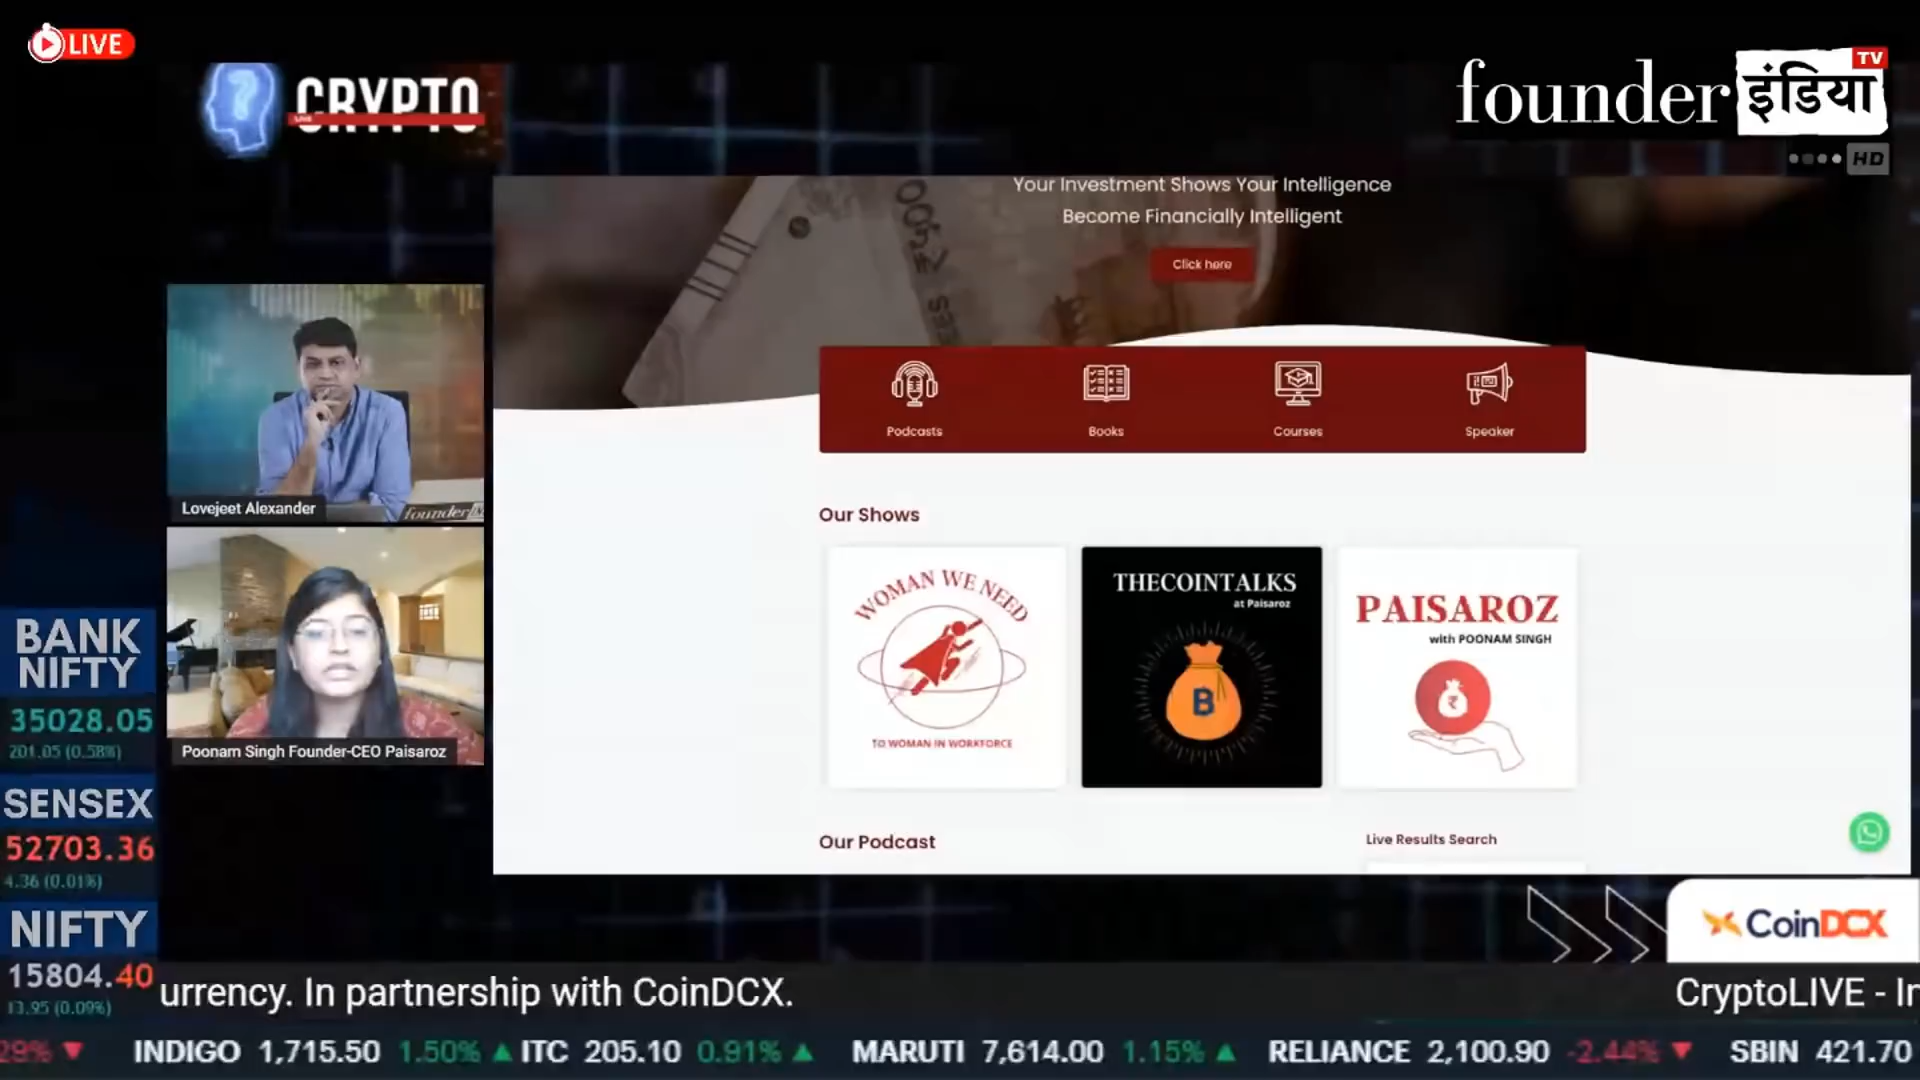 LIVE
CRYPTO
LIVE
founder इंडिया
TV
HD
Your Investment Shows Your Intelligence
Become Financially Intelligent
Click here
Podcasts
Books
Courses
Speaker
Our Shows
WOMAN WE NEED
TO WOMAN IN WORKFORCE
THECOINTALKS
at Paisaroz
PAISAROZ
with POONAM SINGH
Our Podcast
Live Results Search
Lovejeet Alexander
founder
Poonam Singh Founder-CEO Paisaroz
BANK
NIFTY
35028.05
201.05 (0.58%)
SENSEX
52703.36
4.36 (0.01%)
NIFTY
15804.40
13.95 (0.09%)
CoinDCX
urrency. In partnership with CoinDCX.
CryptoLIVE - In
29% ▼ INDIGO 1,715.50 1.50% ▲ ITC 205.10 0.91% ▲ MARUTI 7,614.00 1.15% ▲ RELIANCE 2,100.90 -2.44% ▼ SBIN 421.70